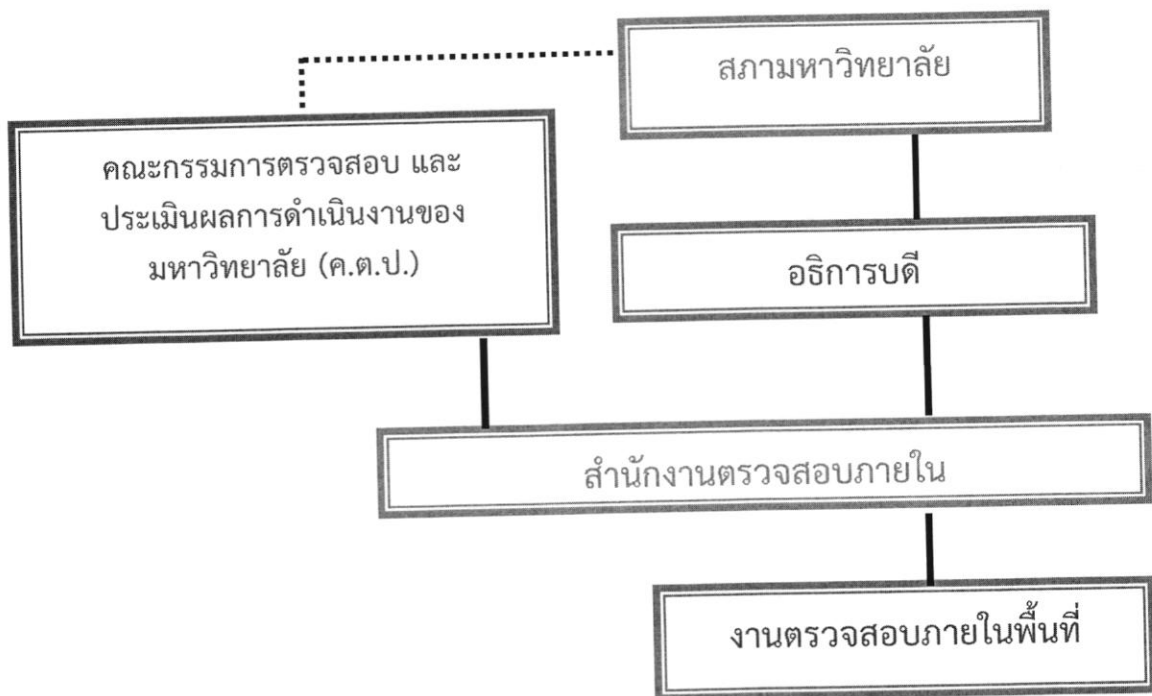 สภามหาวิทยาลัย
คณะกรรมการตรวจสอบ และ
ประเมินผลการดำเนินงานของ
มหาวิทยาลัย (ค.ต.ป.)
อธิการบดี
สำนักงานตรวจสอบภายใน
งานตรวจสอบภายในพื้นที่